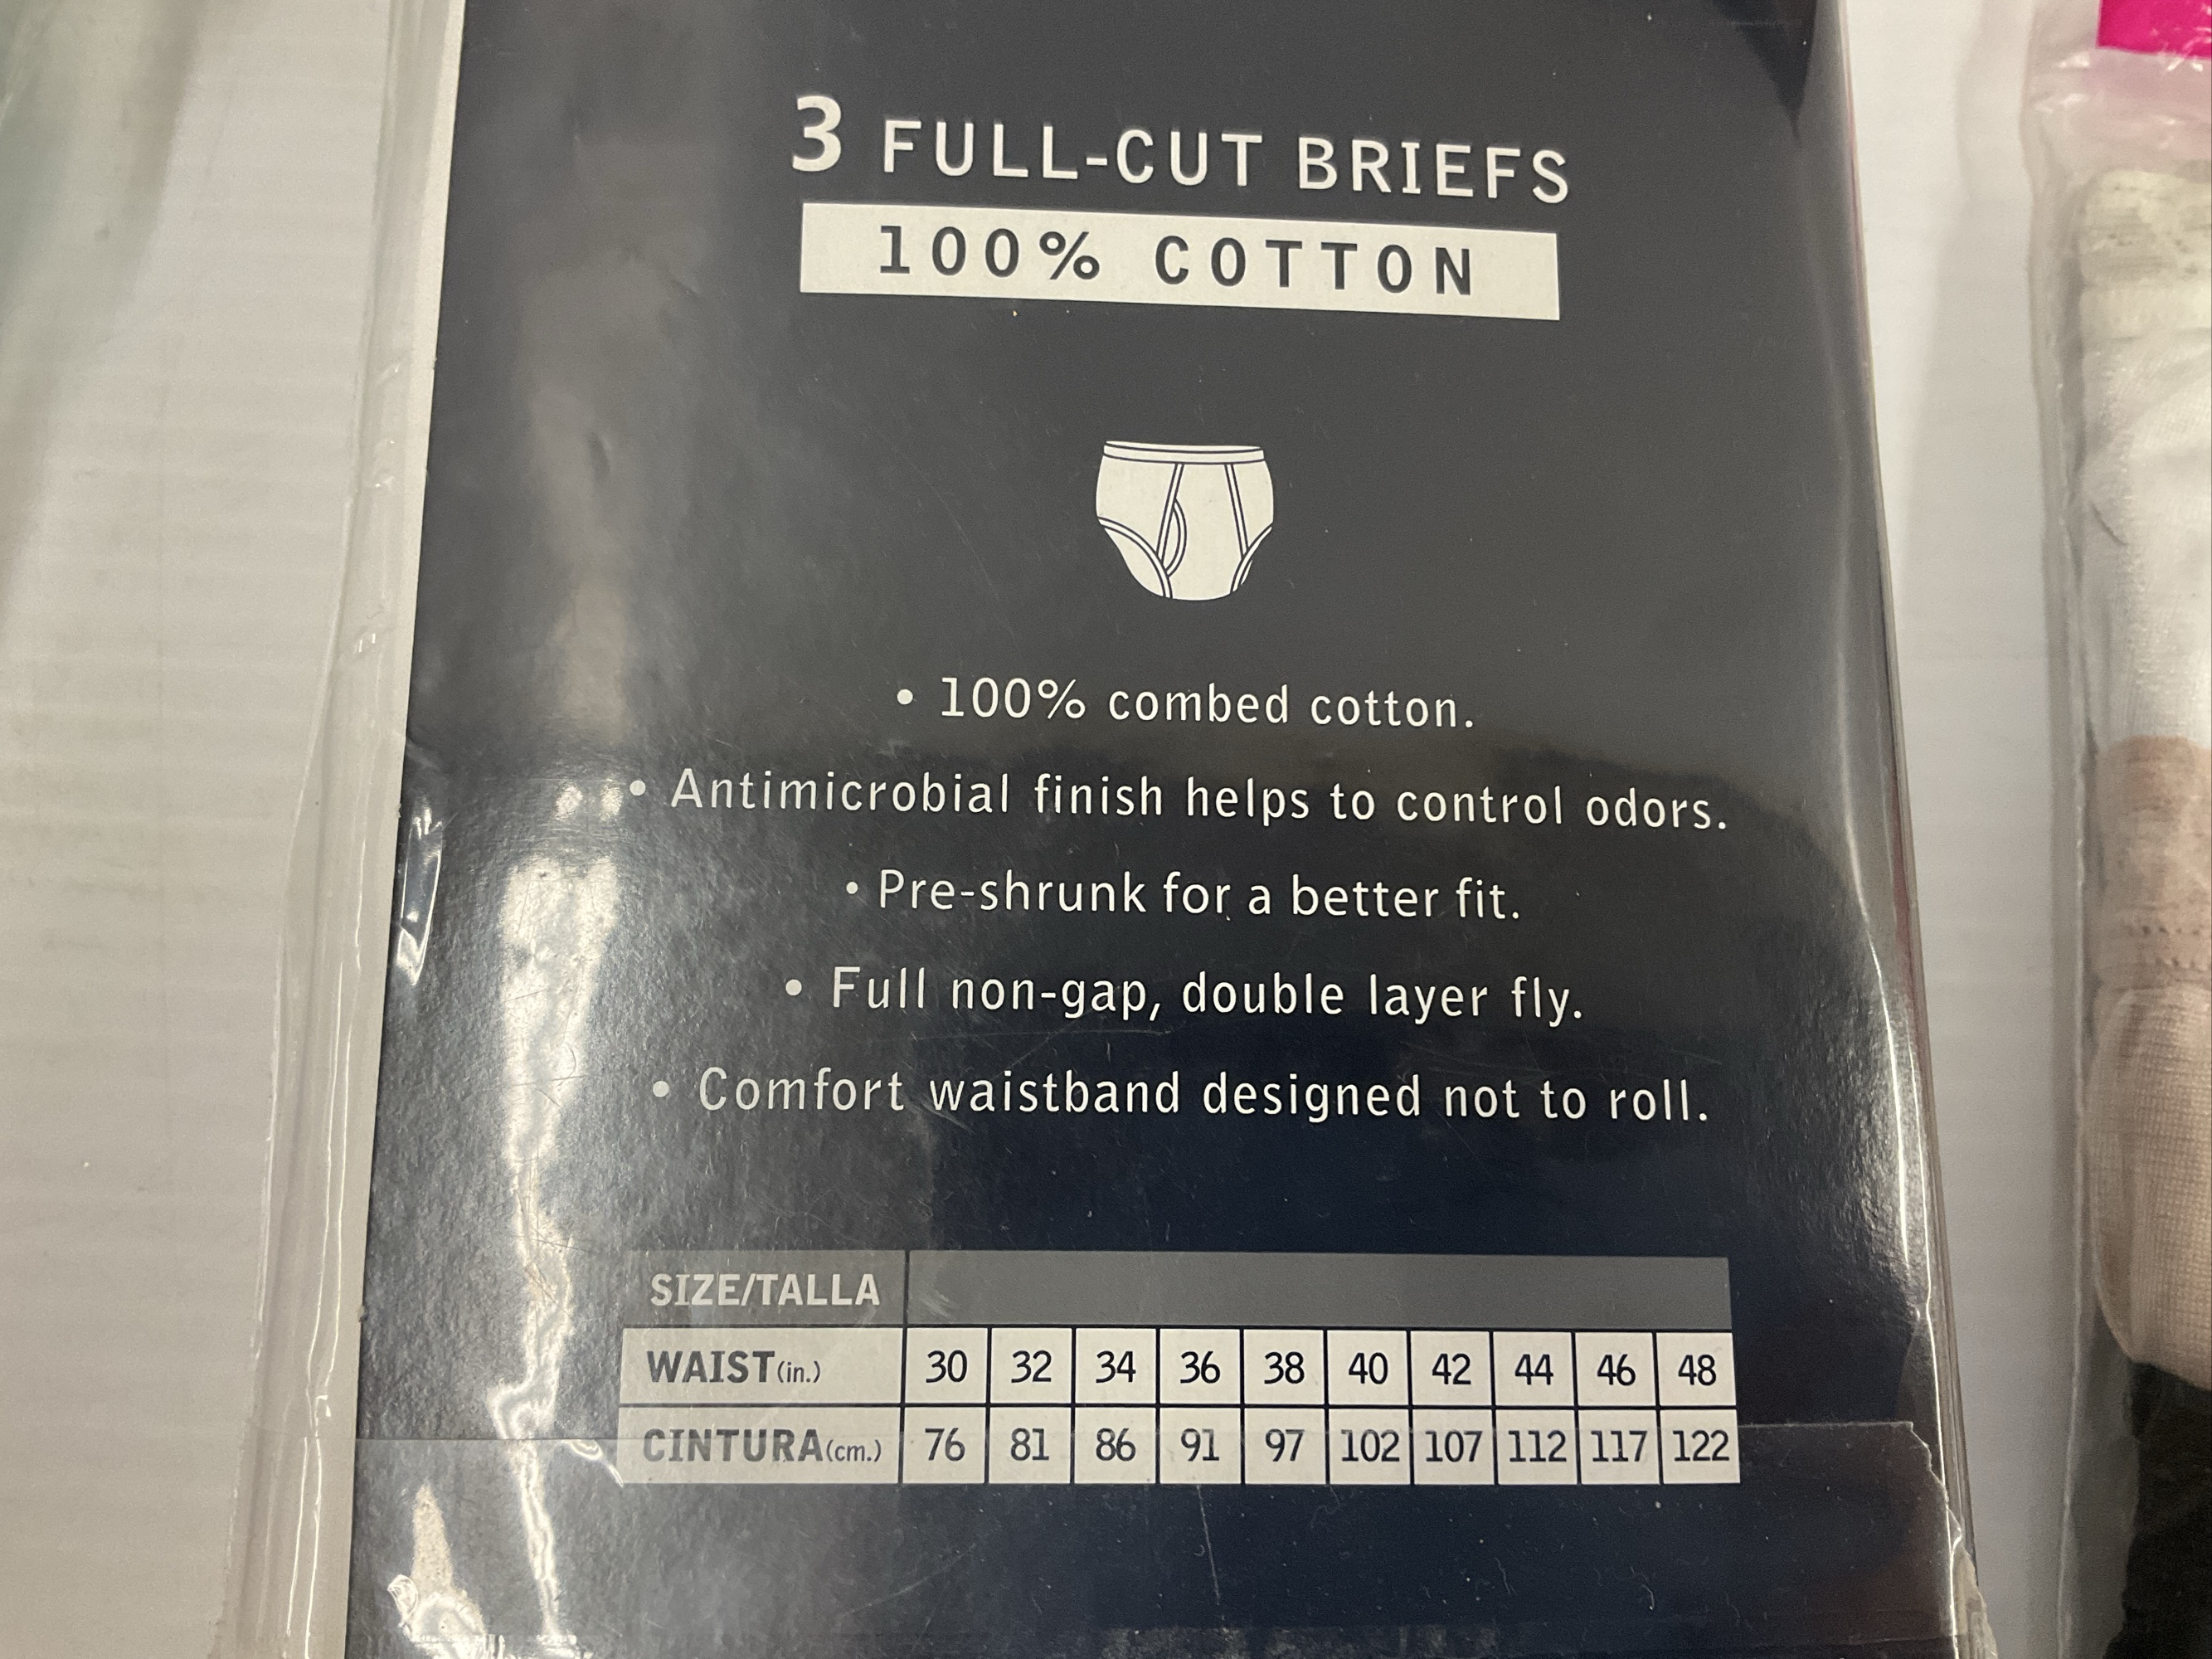 3 FULL-CUT BRIEFS
100% COTTON
• 100% combed cotton.
• Antimicrobial finish helps to control odors.
• Pre-shrunk for a better fit.
• Full non-gap, double layer fly.
• Comfort waistband designed not to roll.
SIZE/TALLA
WAIST(in.) 30 32 34 36 38 40 42 44 46 48
CINTURA(cm.) 76 81 86 91 97 102 107 112 117 122